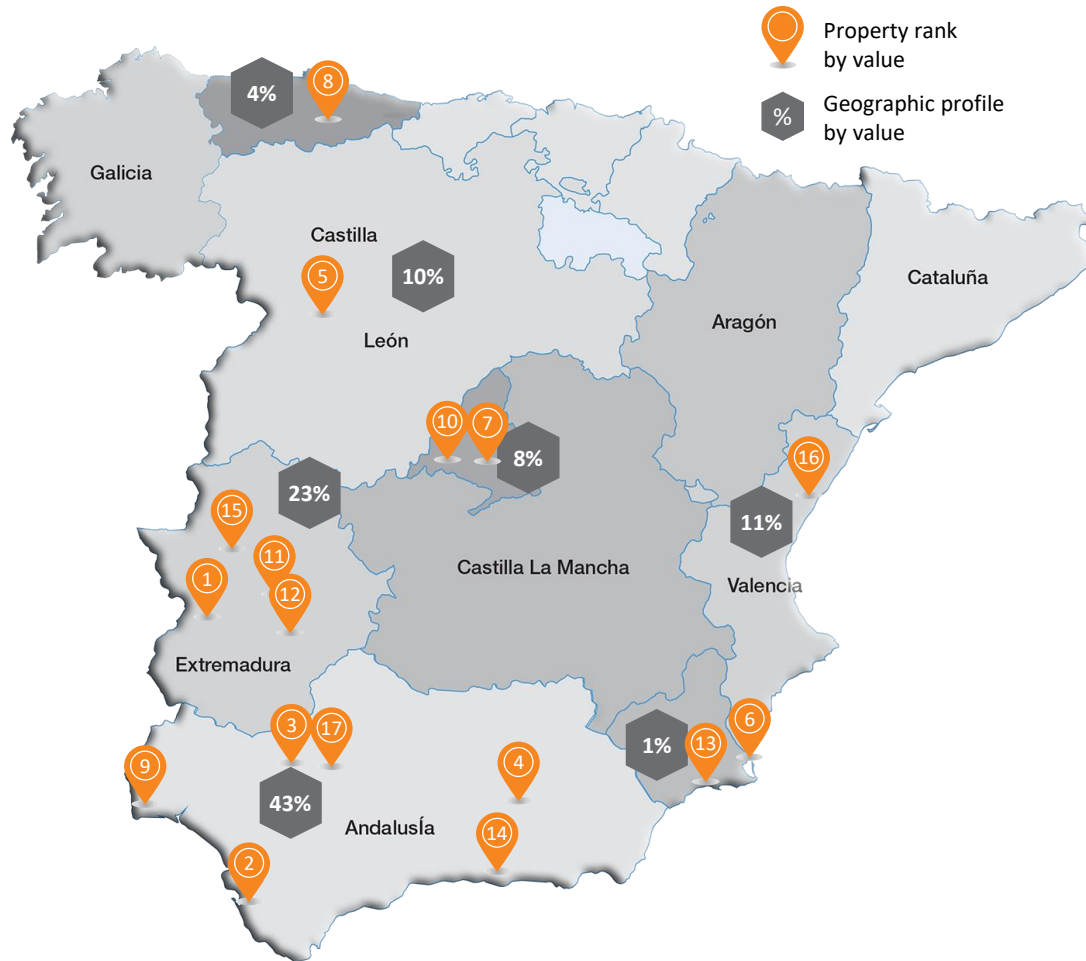 Property rank
by value
%
Geographic profile
by value
4%
8
Galicia
Castilla
5
10%
León
Cataluña
Aragón
10
7
8%
16
11%
23%
15
11
1
12
Castilla La Mancha
Valencia
Extremadura
3
17
6
1%
13
9
4
43%
Andalusía
14
2